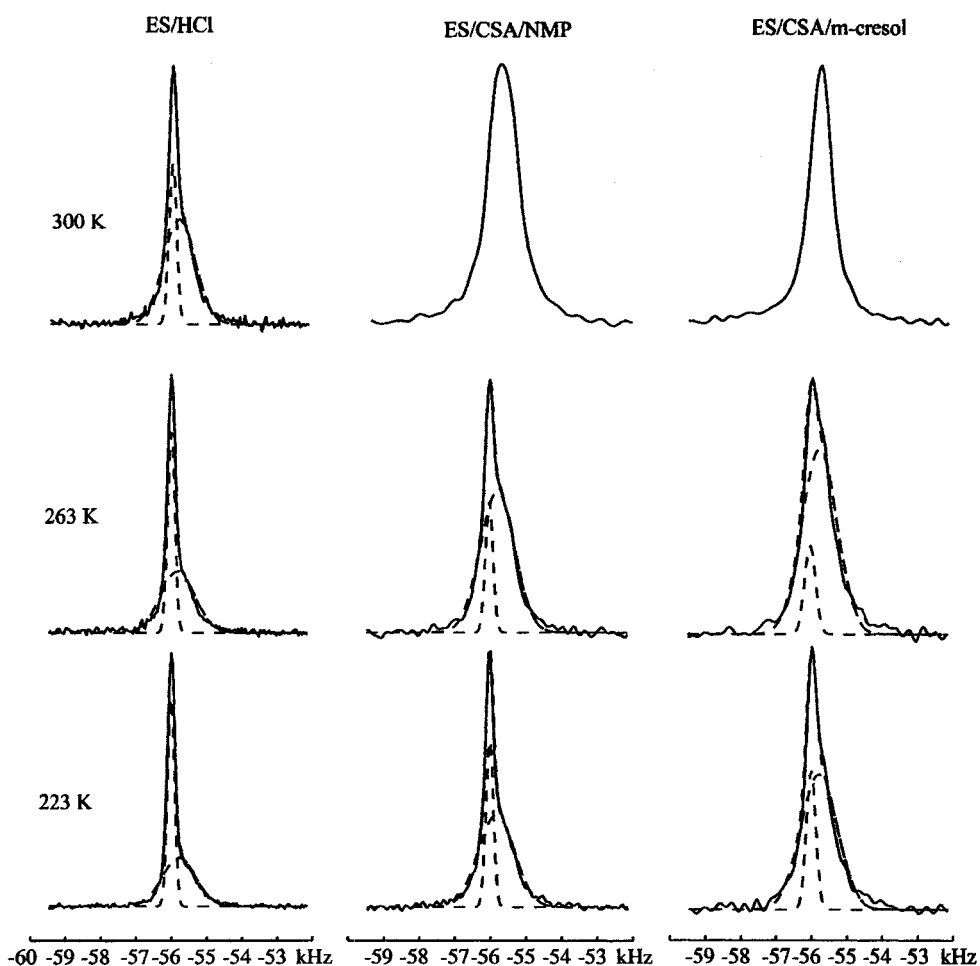 ES/HCl
ES/CSA/NMP
ES/CSA/m-cresol
300 K
263 K
223 K
-60 -59 -58 -57 -56 -55 -54 -53 kHz
-59 -58 -57 -56 -55 -54 -53 kHz
-59 -58 -57 -56 -55 -54 -53 kHz